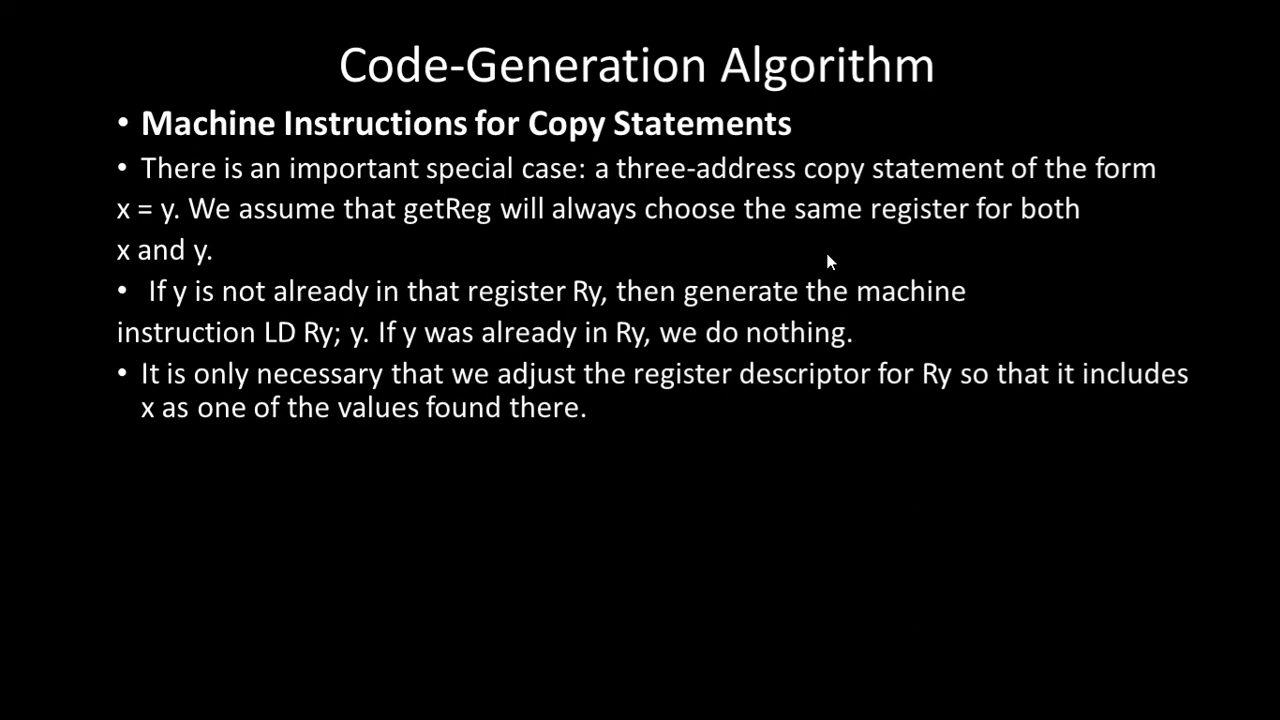 Code-Generation Algorithm
• Machine Instructions for Copy Statements
• There is an important special case: a three-address copy statement of the form
x = y. We assume that getReg will always choose the same register for both
x and y.
• If y is not already in that register Ry, then generate the machine
instruction LD Ry; y. If y was already in Ry, we do nothing.
• It is only necessary that we adjust the register descriptor for Ry so that it includes
x as one of the values found there.